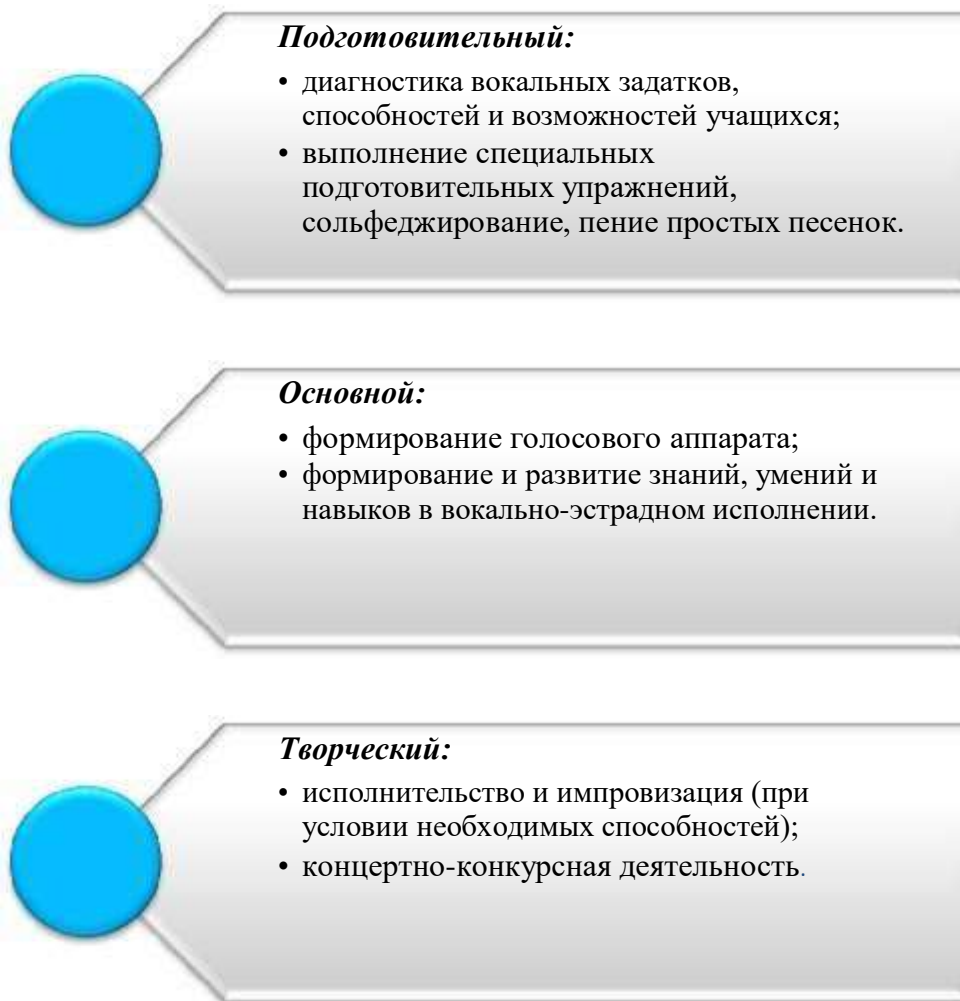 Подготовительный:
• диагностика вокальных задатков,
способностей и возможностей учащихся;
• выполнение специальных
подготовительных упражнений,
сольфеджирование, пение простых песенок.
Основной:
• формирование голосового аппарата;
• формирование и развитие знаний, умений и
навыков в вокально-эстрадном исполнении.
Творческий:
• исполнительство и импровизация (при
условии необходимых способностей);
• концертно-конкурсная деятельность.